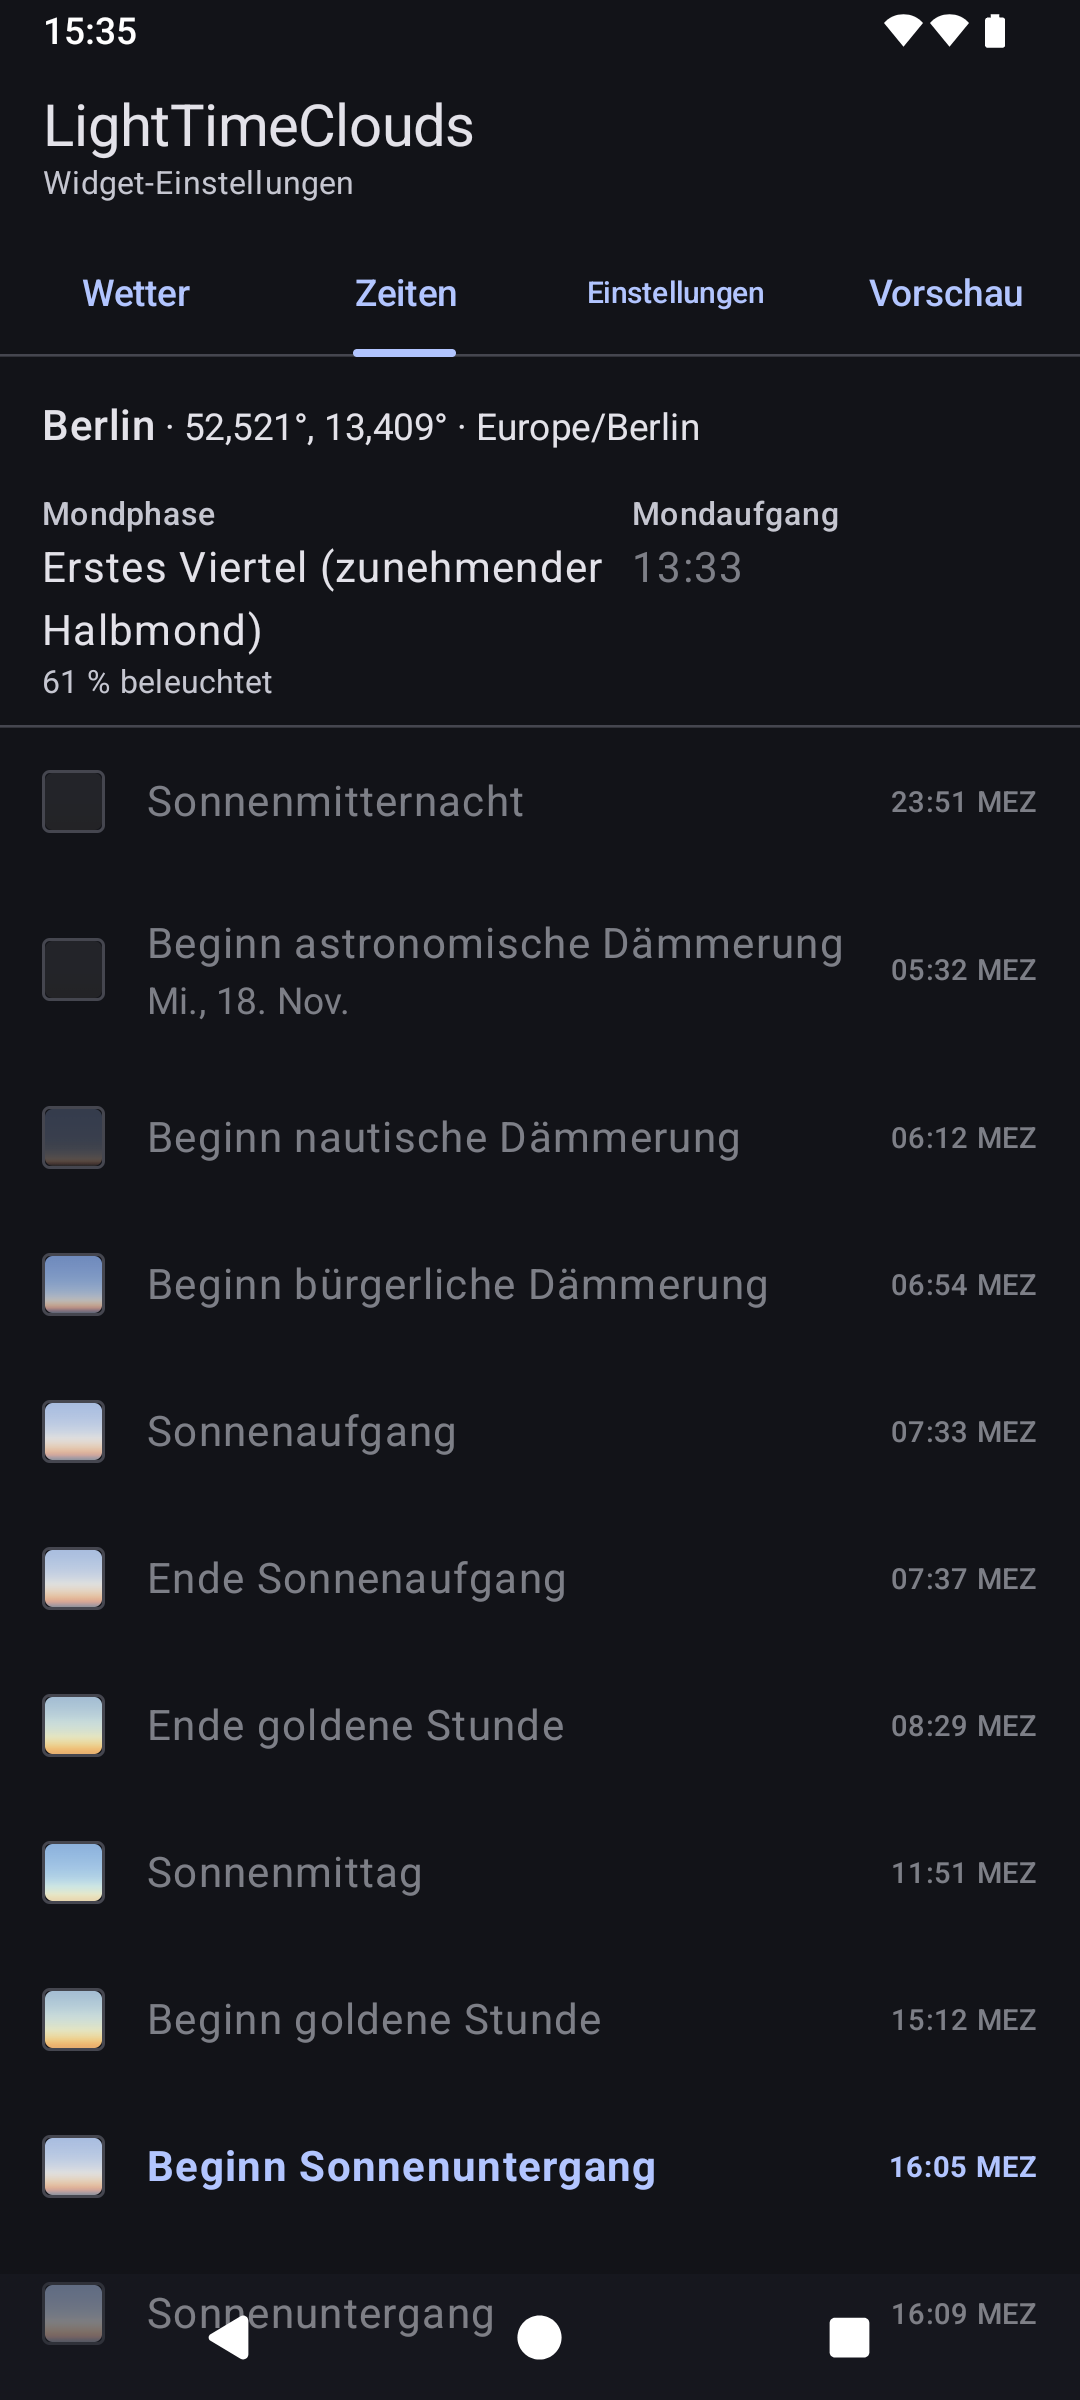 15:35
LightTimeClouds
Widget-Einstellungen
Wetter Zeiten Einstellungen Vorschau
Berlin · 52,521°, 13,409° · Europe/Berlin
Mondphase Mondaufgang
Erstes Viertel (zunehmender 13:33
Halbmond)
61 % beleuchtet
Sonnenmitternacht 23:51 MEZ
Beginn astronomische Dämmerung 05:32 MEZ
Mi., 18. Nov.
Beginn nautische Dämmerung 06:12 MEZ
Beginn bürgerliche Dämmerung 06:54 MEZ
Sonnenaufgang 07:33 MEZ
Ende Sonnenaufgang 07:37 MEZ
Ende goldene Stunde 08:29 MEZ
Sonnenmittag 11:51 MEZ
Beginn goldene Stunde 15:12 MEZ
Beginn Sonnenuntergang 16:05 MEZ
Sonnenuntergang 16:09 MEZ